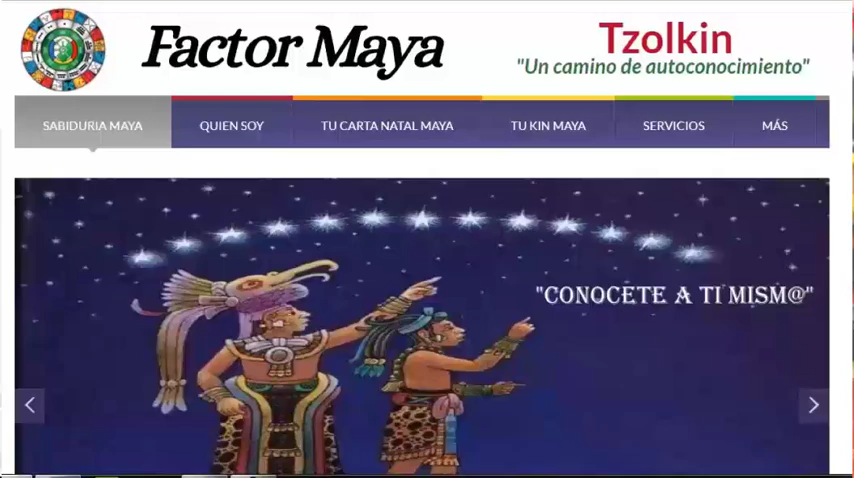 Factor Maya
Tzolkin
"Un camino de autoconocimiento"
SABIDURIA MAYA
QUIEN SOY
TU CARTA NATAL MAYA
TU KIN MAYA
SERVICIOS
MÁS
"CONOCETE A TI MISM@"